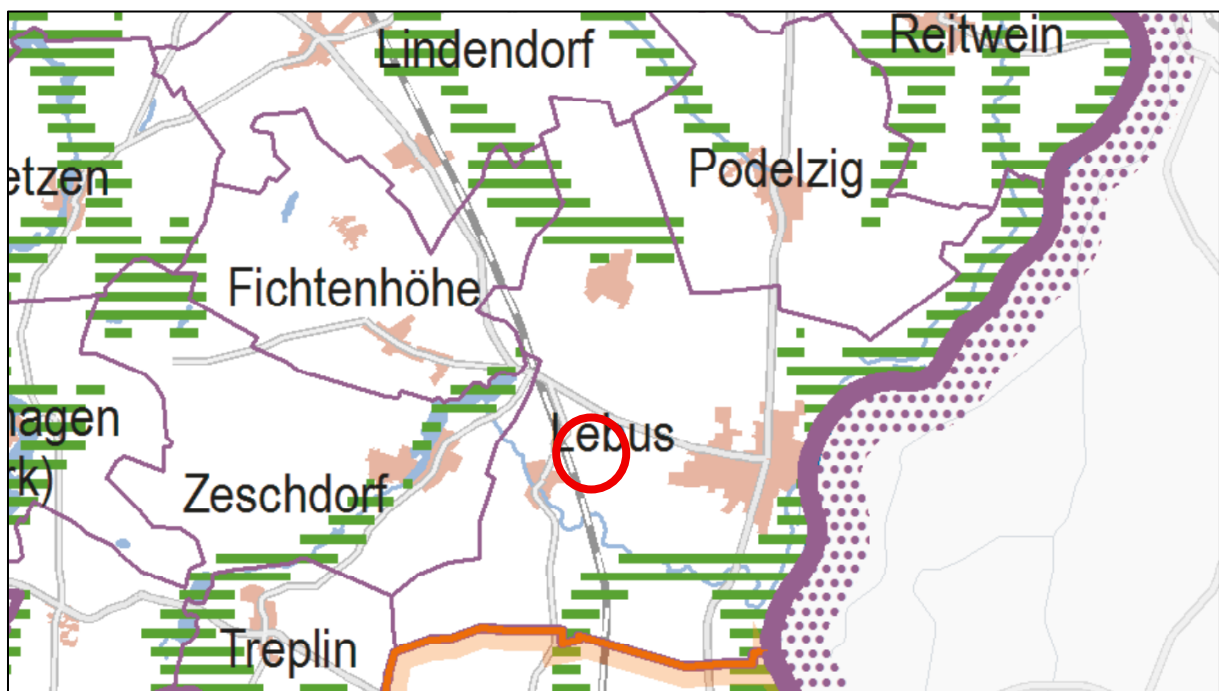 Reitwein
Lindendorf
Podelzig
etzen
Fichtenhöhe
hagen
Lebus
rk)
Zeschdorf
Treplin